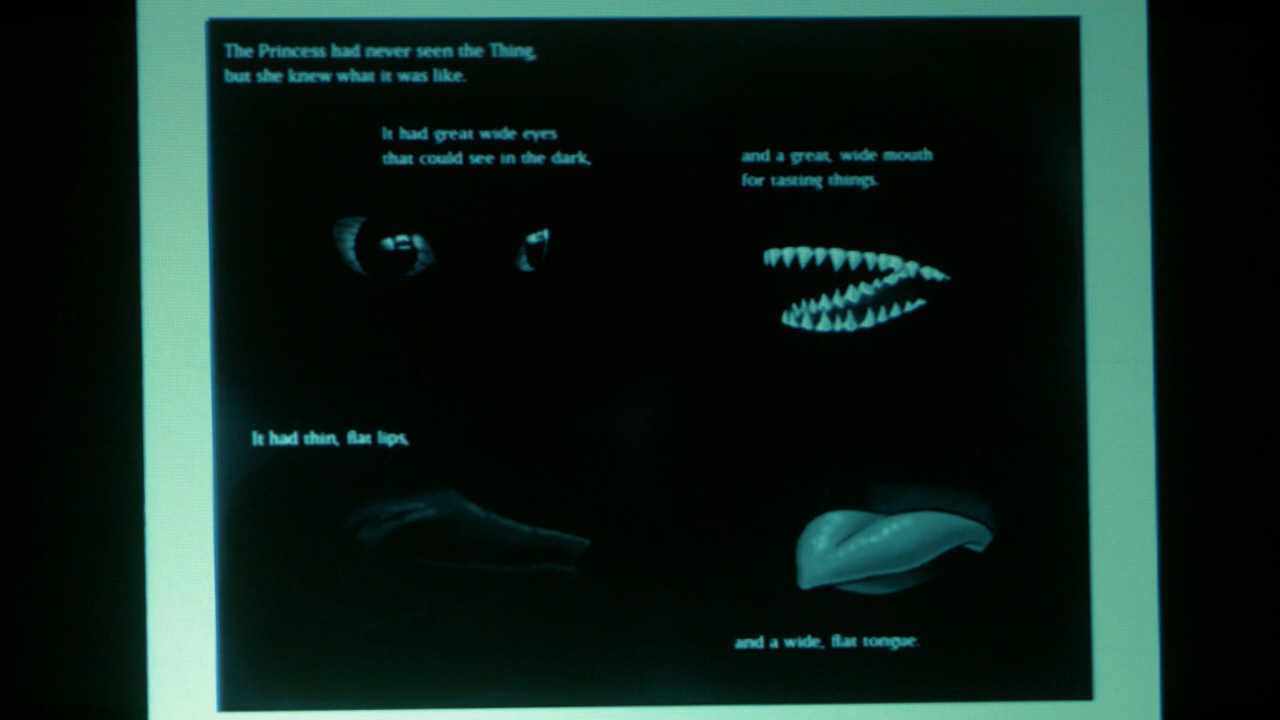 The Princess had never seen the Thing,
but she knew what it was like.
It had great wide eyes
that could see in the dark,
and a great, wide mouth
for tasting things.
It had thin, flat lips,
and a wide, flat tongue.